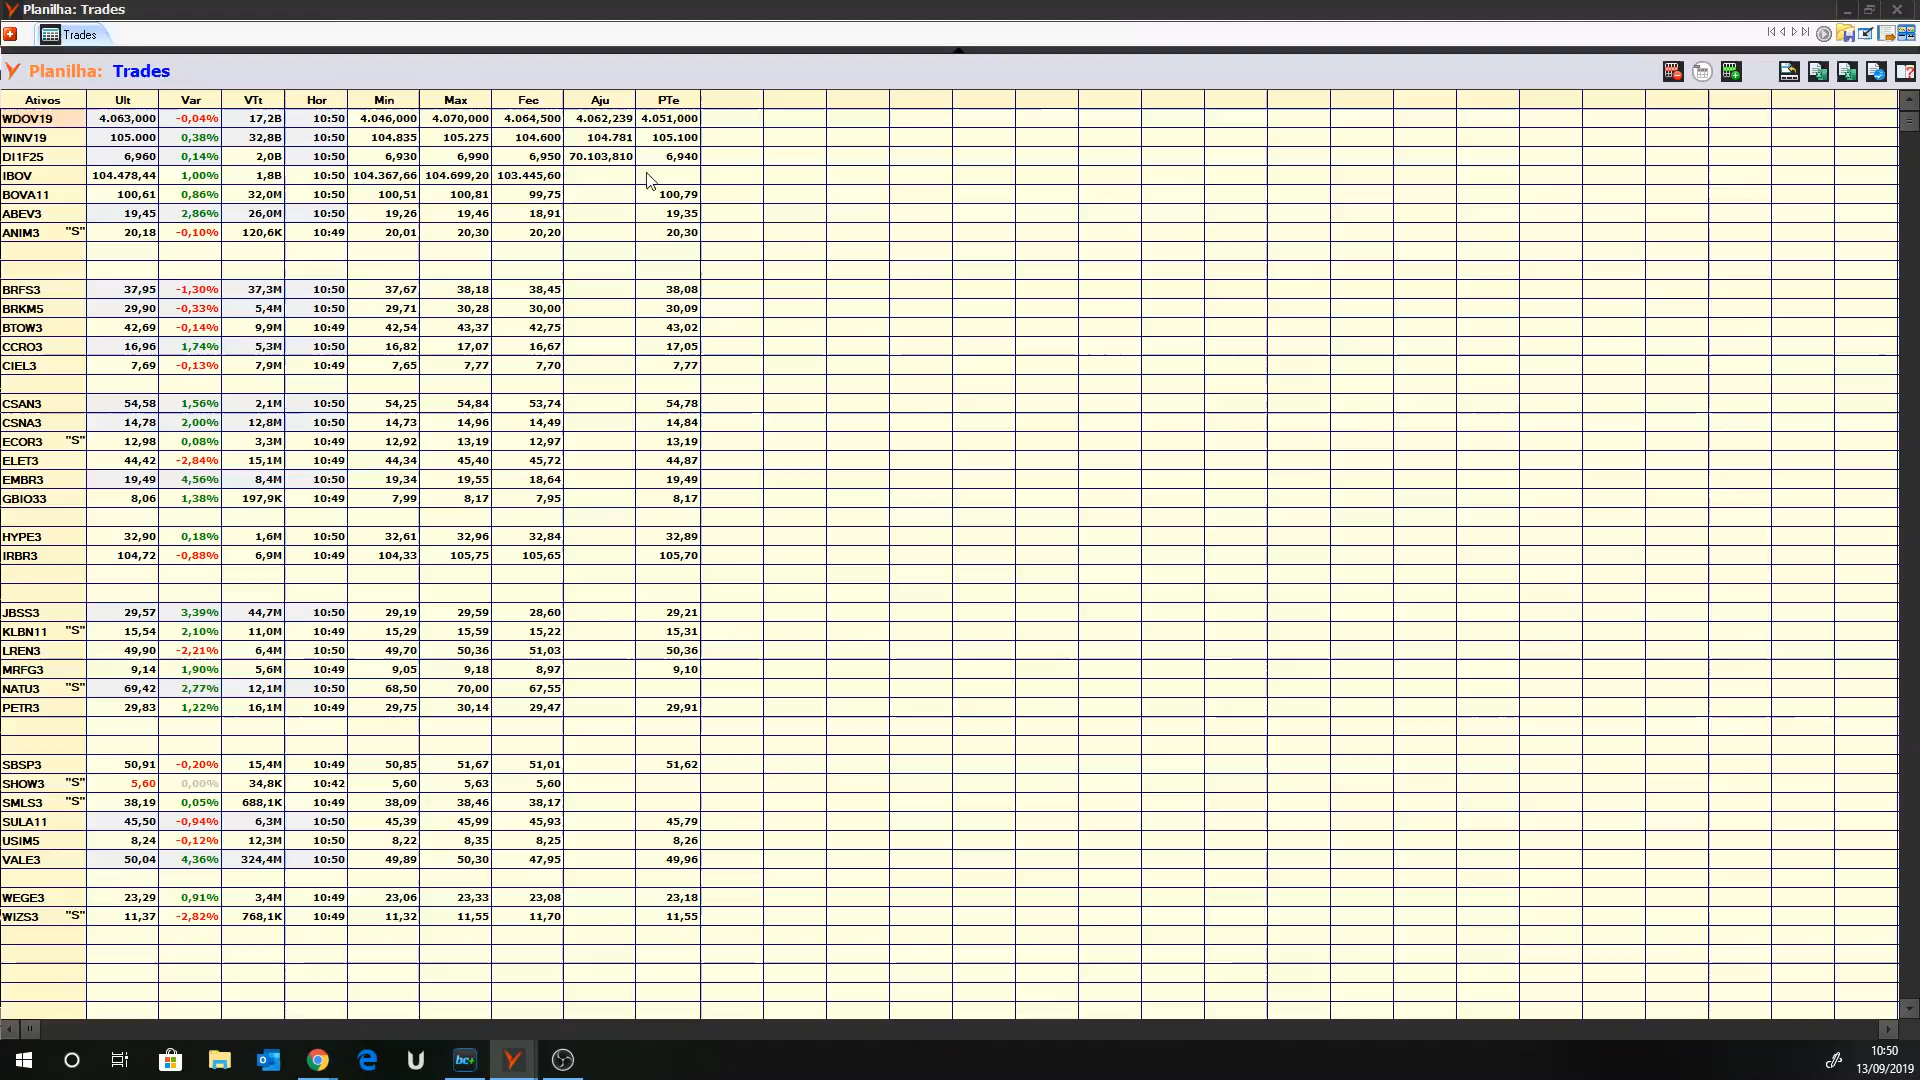 Planilha: Trades
Trades
Planilha: Trades
Ativos Ult Var VTt Hor Min Max Fec Aju PTe
WDOV19 4.063,000 -0,04% 17,2B 10:50 4.046,000 4.070,000 4.064,500 4.062,239 4.051,000
WINV19 105.000 0,38% 32,8B 10:50 104.835 105.275 104.600 104.781 105.100
DI1F25 6,960 0,14% 2,0B 10:50 6,930 6,990 6,950 70.103,810 6,940
IBOV 104.478,44 1,00% 1,8B 10:50 104.367,66 104.699,20 103.445,60
BOVA11 100,61 0,86% 32,0M 10:50 100,51 100,81 99,75 100,79
ABEV3 19,45 2,86% 26,0M 10:50 19,26 19,46 18,91 19,35
ANIM3 "S" 20,18 -0,10% 120,6K 10:49 20,01 20,30 20,20 20,30
BRFS3 37,95 -1,30% 37,3M 10:50 37,67 38,18 38,45 38,08
BRKM5 29,90 -0,33% 5,4M 10:50 29,71 30,28 30,00 30,09
BTOW3 42,69 -0,14% 9,9M 10:49 42,54 43,37 42,75 43,02
CCRO3 16,96 1,74% 5,3M 10:50 16,82 17,07 16,67 17,05
CIEL3 7,69 -0,13% 7,9M 10:49 7,65 7,77 7,70 7,77
CSAN3 54,58 1,56% 2,1M 10:50 54,25 54,84 53,74 54,78
CSNA3 14,78 2,00% 12,8M 10:50 14,73 14,96 14,49 14,84
ECOR3 "S" 12,98 0,08% 3,3M 10:49 12,92 13,19 12,97 13,19
ELET3 44,42 -2,84% 15,1M 10:49 44,34 45,40 45,72 44,87
EMBR3 19,49 4,56% 8,4M 10:50 19,34 19,55 18,64 19,49
GBIO33 8,06 1,38% 197,9K 10:49 7,99 8,17 7,95 8,17
HYPE3 32,90 0,18% 1,6M 10:50 32,61 32,96 32,84 32,89
IRBR3 104,72 -0,88% 6,9M 10:49 104,33 105,75 105,65 105,70
JBSS3 29,57 3,39% 44,7M 10:50 29,19 29,59 28,60 29,21
KLBN11 "S" 15,54 2,10% 11,0M 10:49 15,29 15,59 15,22 15,31
LREN3 49,90 -2,21% 6,4M 10:50 49,70 50,36 51,03 50,36
MRFG3 9,14 1,90% 5,6M 10:49 9,05 9,18 8,97 9,10
NATU3 "S" 69,42 2,77% 12,1M 10:50 68,50 70,00 67,55
PETR3 29,83 1,22% 16,1M 10:49 29,75 30,14 29,47 29,91
SBSP3 50,91 -0,20% 15,4M 10:49 50,85 51,67 51,01 51,62
SHOW3 "S" 5,60 0,00% 34,8K 10:42 5,60 5,63 5,60
SMLS3 "S" 38,19 0,05% 688,1K 10:49 38,09 38,46 38,17
SULA11 45,50 -0,94% 6,3M 10:50 45,39 45,99 45,93 45,79
USIM5 8,24 -0,12% 12,3M 10:50 8,22 8,35 8,25 8,26
VALE3 50,04 4,36% 324,4M 10:50 49,89 50,30 47,95 49,96
WEGE3 23,29 0,91% 3,4M 10:49 23,06 23,33 23,08 23,18
WIZS3 "S" 11,37 -2,82% 768,1K 10:49 11,32 11,55 11,70 11,55
bc+
10:50
13/09/2019